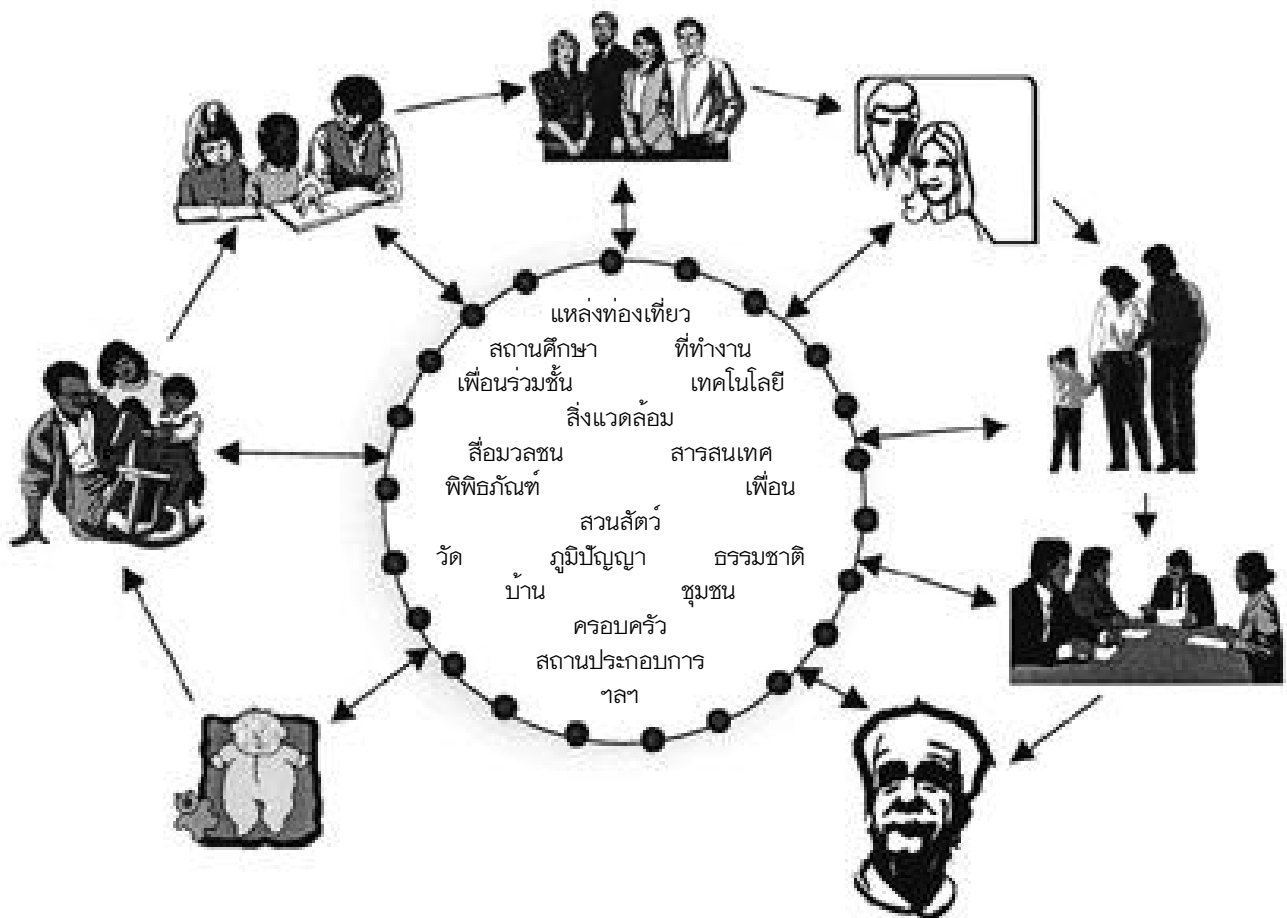 แหล่งท่องเที่ยว
สถานศึกษา ที่ทำงาน
เพื่อนร่วมชั้น เทคโนโลยี
สิ่งแวดล้อม
สื่อมวลชน สารสนเทศ
พิพิธภัณฑ์ เพื่อน
สวนสัตว์
วัด ภูมิปัญญา ธรรมชาติ
บ้าน ชุมชน
ครอบครัว
สถานประกอบการ
ฯลฯ